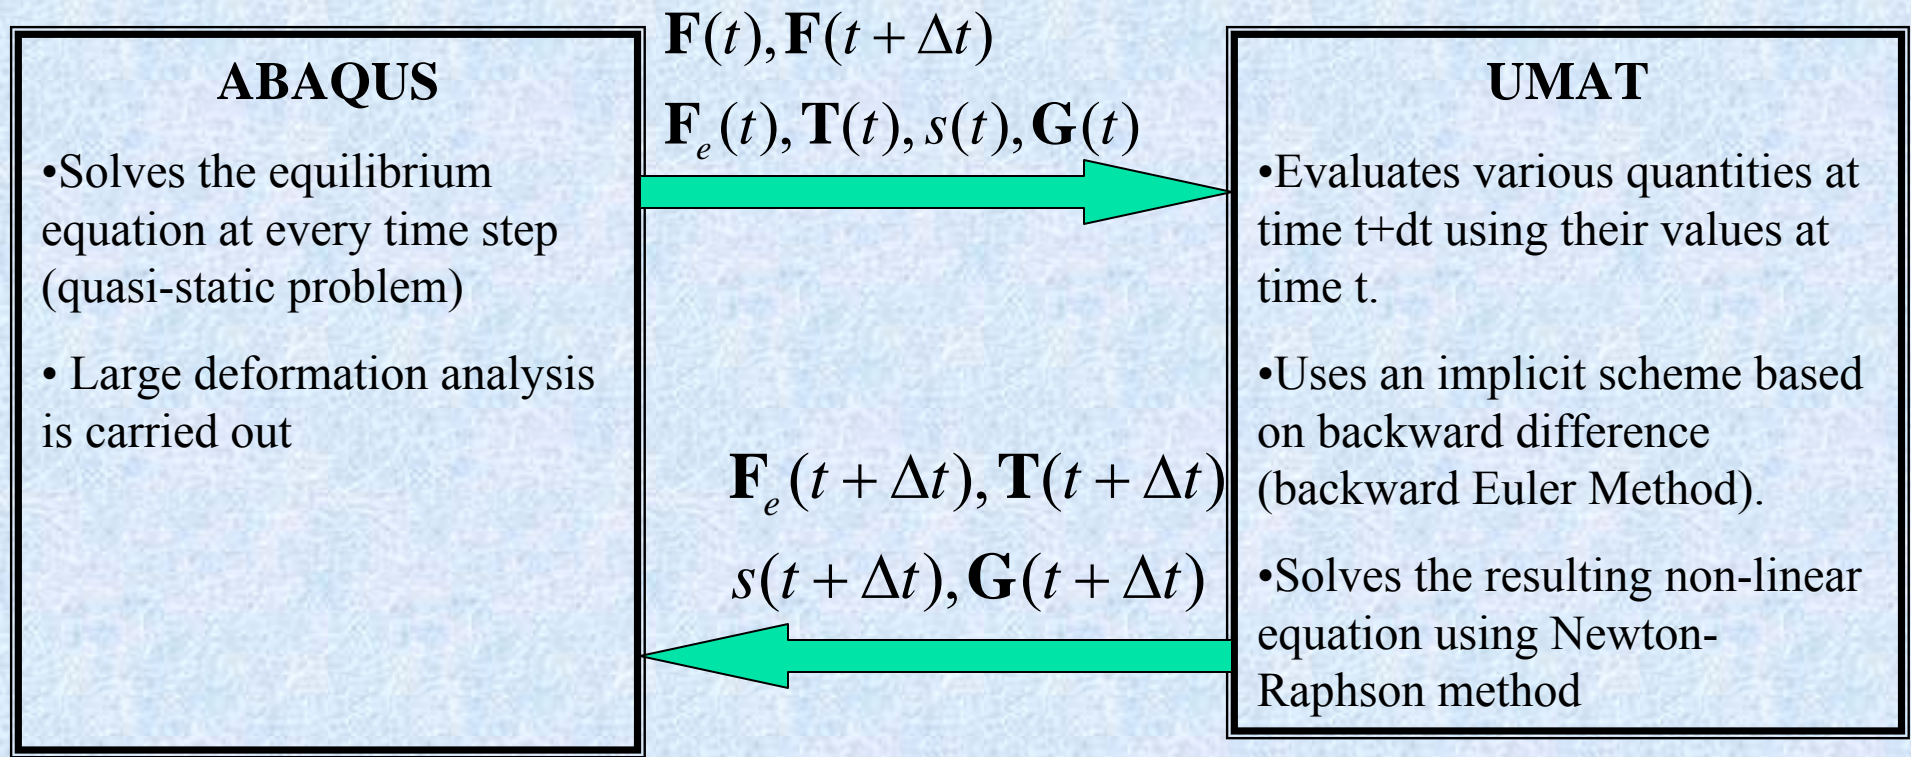 ABAQUS
•Solves the equilibrium
equation at every time step
(quasi-static problem)
• Large deformation analysis
is carried out
F(t), F(t + Δt)
F_e(t), T(t), s(t), G(t)
F_e(t + Δt), T(t + Δt)
s(t + Δt), G(t + Δt)
UMAT
•Evaluates various quantities at
time t+dt using their values at
time t.
•Uses an implicit scheme based
on backward difference
(backward Euler Method).
•Solves the resulting non-linear
equation using Newton-
Raphson method